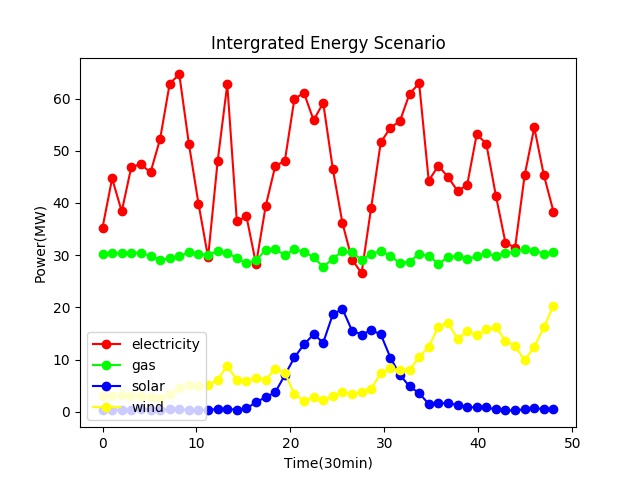 Intergrated Energy Scenario
Power(MW)
60
50
40
30
20
10
0
electricity
gas
solar
wind
0 10 20 30 40 50
Time(30min)